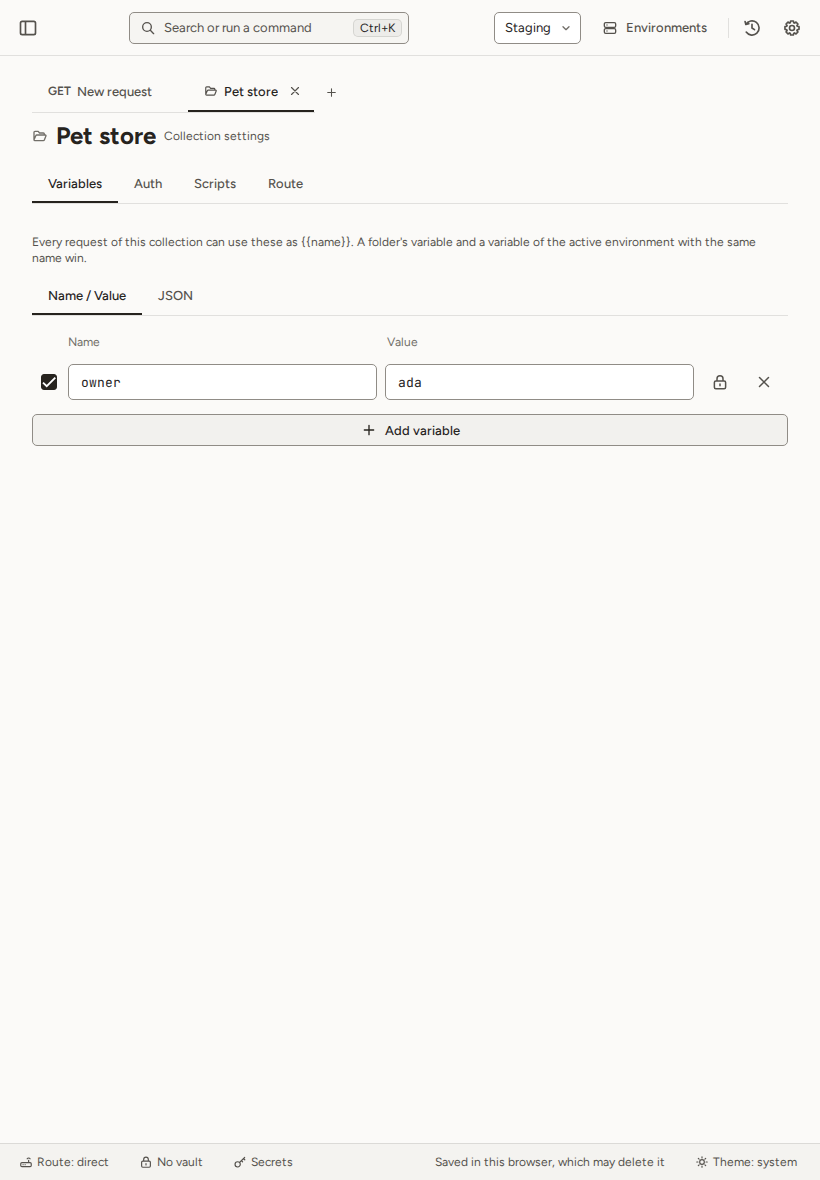 Search or run a command Ctrl+K Staging Environments
GET New request Pet store
Pet store Collection settings
Variables Auth Scripts Route
Every request of this collection can use these as {{name}}. A folder's variable and a variable of the active environment with the same
name win.
Name / Value JSON
Name Value
owner ada
Add variable
Route: direct No vault Secrets Saved in this browser, which may delete it Theme: system